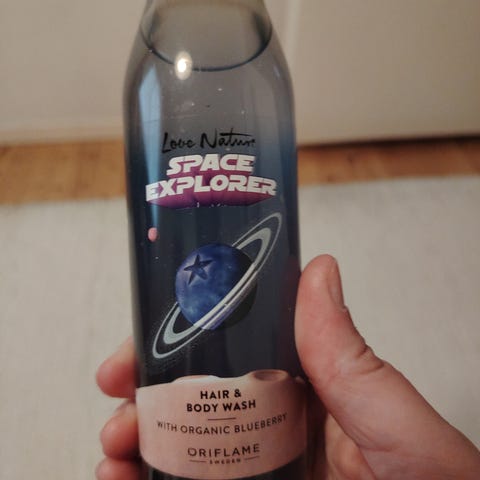 Love Nature
SPACE
EXPLORER
HAIR &
BODY WASH
WITH ORGANIC BLUEBERRY
ORIFLAME
SWEDEN